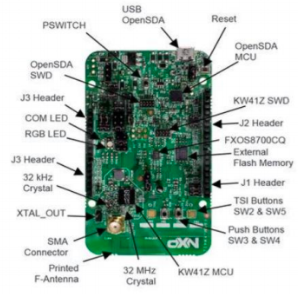 USB
OpenSDA
PSWITCH
Reset
OpenSDA
MCU
OpenSDA
SWD
J3 Header
COM LED
RGB LED
KW41Z SWD
J2 Header
FXOS8700CQ
External
Flash Memory
J3 Header
32 kHz
Crystal
J1 Header
XTAL_OUT
TSI Buttons
SW2 & SW5
SMA
Connector
Push Buttons
SW3 & SW4
NXP
Printed
F-Antenna
32 MHz
Crystal
KW41Z MCU